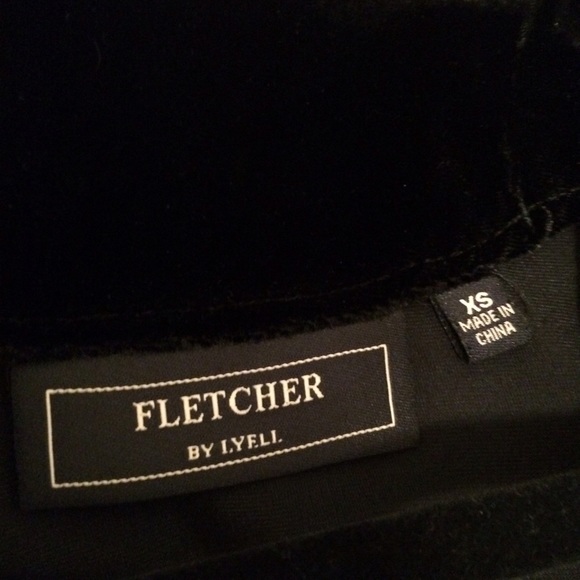 FLETCHER
BY LYELL
XS
MADE IN
CHINA